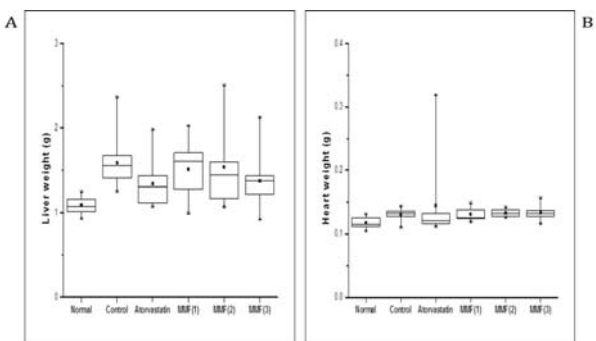 A
B
Liver weight (g)
3
2
1
0
Normal Control Atorvastatin MMF(1) MMF(2) MMF(3)
Heart weight (g)
0.4
0.3
0.2
0.1
0.0
Normal Control Atorvastatin MMF(1) MMF(2) MMF(3)